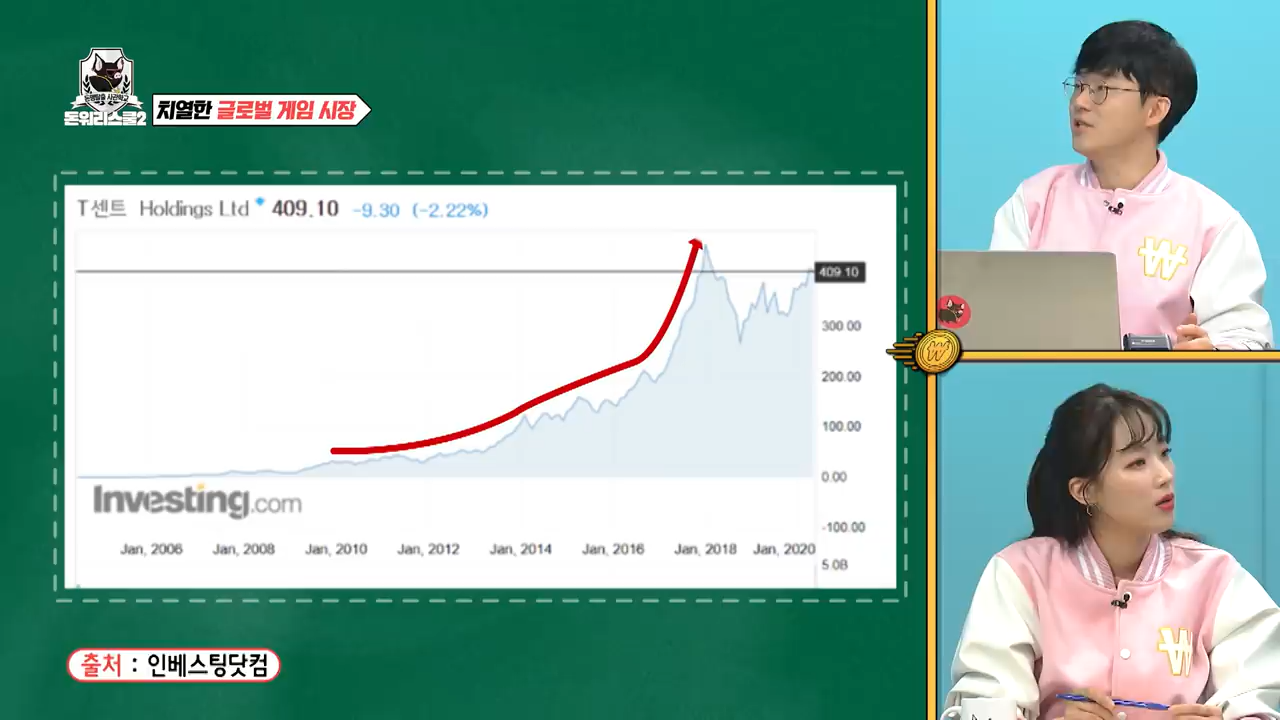 돈워리스쿨2
치열한 글로벌 게임 시장
T센트 Holdings Ltd 409.10 -9.30 (-2.22%)
409.10
300.00
200.00
100.00
0.00
-100.00
Investing.com
Jan, 2006 Jan, 2008 Jan, 2010 Jan, 2012 Jan, 2014 Jan, 2016 Jan, 2018 Jan, 2020
5.0B
출처 : 인베스팅닷컴